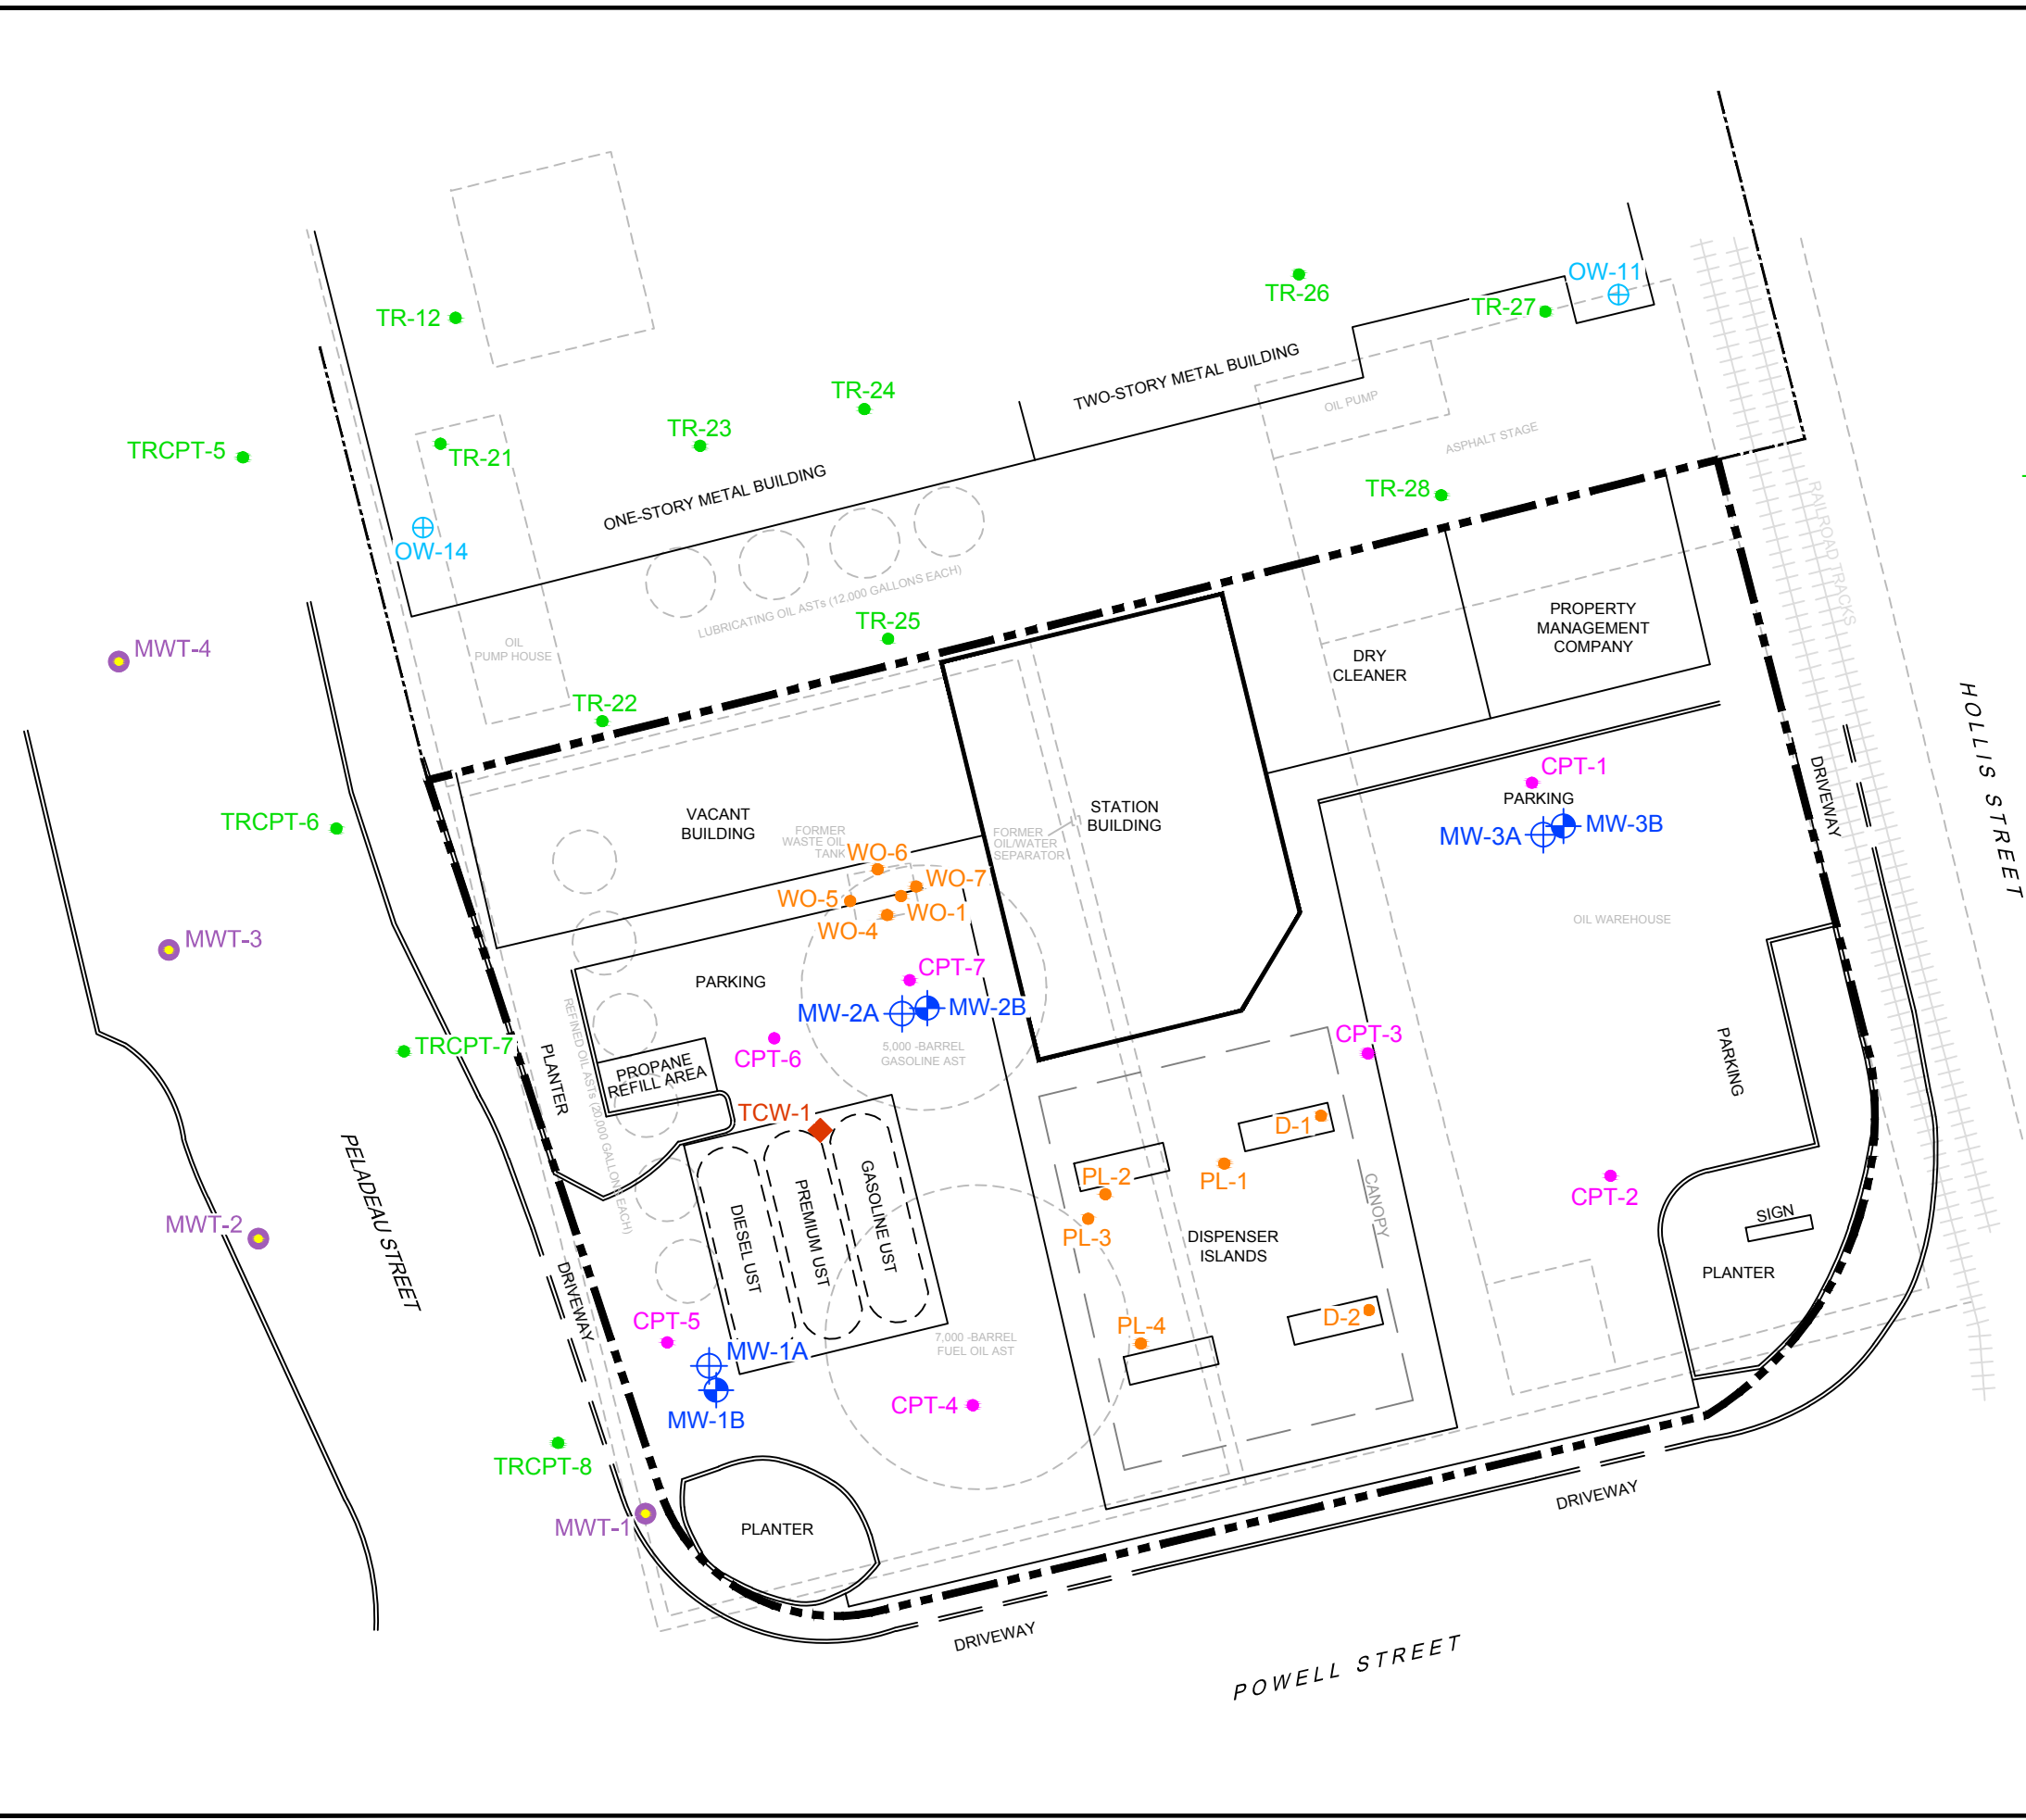 OW-11
TR-26
TR-27
TR-12
TWO-STORY METAL BUILDING
OIL PUMP
TR-24
TR-23
ASPHALT STAGE
TRCPT-5
TR-21
ONE-STORY METAL BUILDING
TR-28
RAILROAD TRACKS
OW-14
LUBRICATING OIL ASTs (12,000 GALLONS EACH)
TR-25
OIL
PUMP HOUSE
MWT-4
PROPERTY
MANAGEMENT
COMPANY
DRY
CLEANER
TR-22
HOLLIS STREET
CPT-1
PARKING
DRIVEWAY
VACANT
BUILDING
STATION
BUILDING
TRCPT-6
FORMER
WASTE OIL
TANK
FORMER
OIL/WATER
SEPARATOR
MW-3A
MW-3B
WO-6
WO-7
WO-5
WO-1
WO-4
OIL WAREHOUSE
MWT-3
PARKING
CPT-7
MW-2A
MW-2B
REFINED OIL ASTs (20,000 GALLONS EACH)
TRCPT-7
CPT-6
5,000 -BARREL
GASOLINE AST
CPT-3
PARKING
PLANTER
PROPANE
REFILL AREA
TCW-1
D-1
PL-2
PL-1
CANOPY
CPT-2
PELADEAU STREET
MWT-2
DIESEL UST
PREMIUM UST
GASOLINE UST
PL-3
DISPENSER
ISLANDS
SIGN
PLANTER
DRIVEWAY
CPT-5
MW-1A
7,000 -BARREL
FUEL OIL AST
PL-4
D-2
MW-1B
CPT-4
TRCPT-8
MWT-1
PLANTER
DRIVEWAY
DRIVEWAY
POWELL STREET